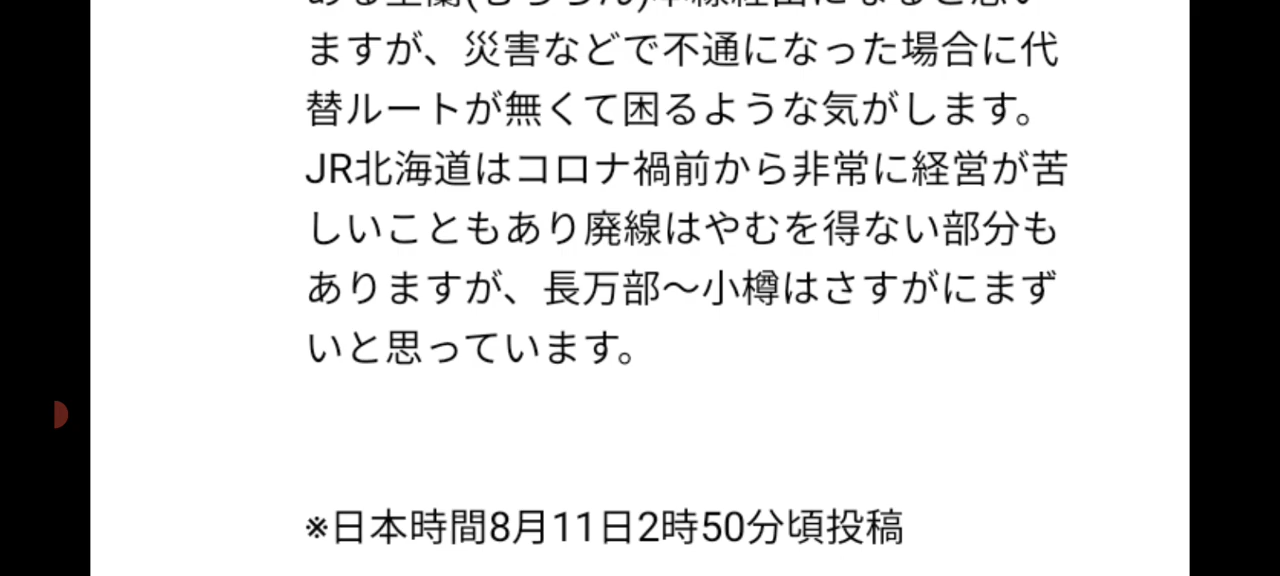 ますが、災害などで不通になった場合に代
替ルートが無くて困るような気がします。
JR北海道はコロナ禍前から非常に経営が苦
しいこともあり廃線はやむを得ない部分も
ありますが、長万部〜小樽はさすがにまず
いと思っています。
※日本時間8月11日2時50分頃投稿